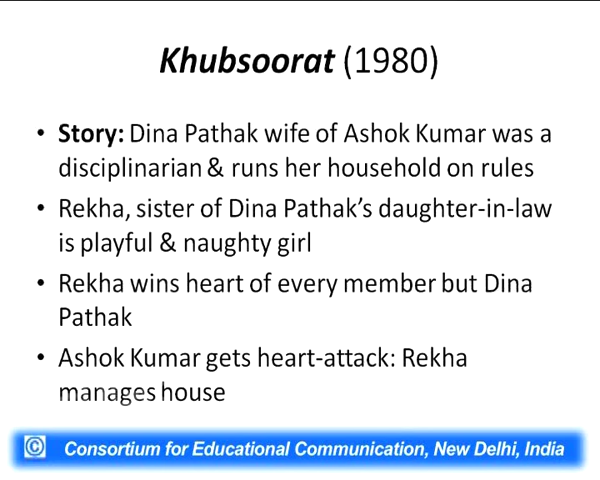 Khubsoorat (1980)
• Story: Dina Pathak wife of Ashok Kumar was a
disciplinarian & runs her household on rules
• Rekha, sister of Dina Pathak's daughter-in-law
is playful & naughty girl
• Rekha wins heart of every member but Dina
Pathak
• Ashok Kumar gets heart-attack: Rekha
manages house
© Consortium for Educational Communication, New Delhi, India